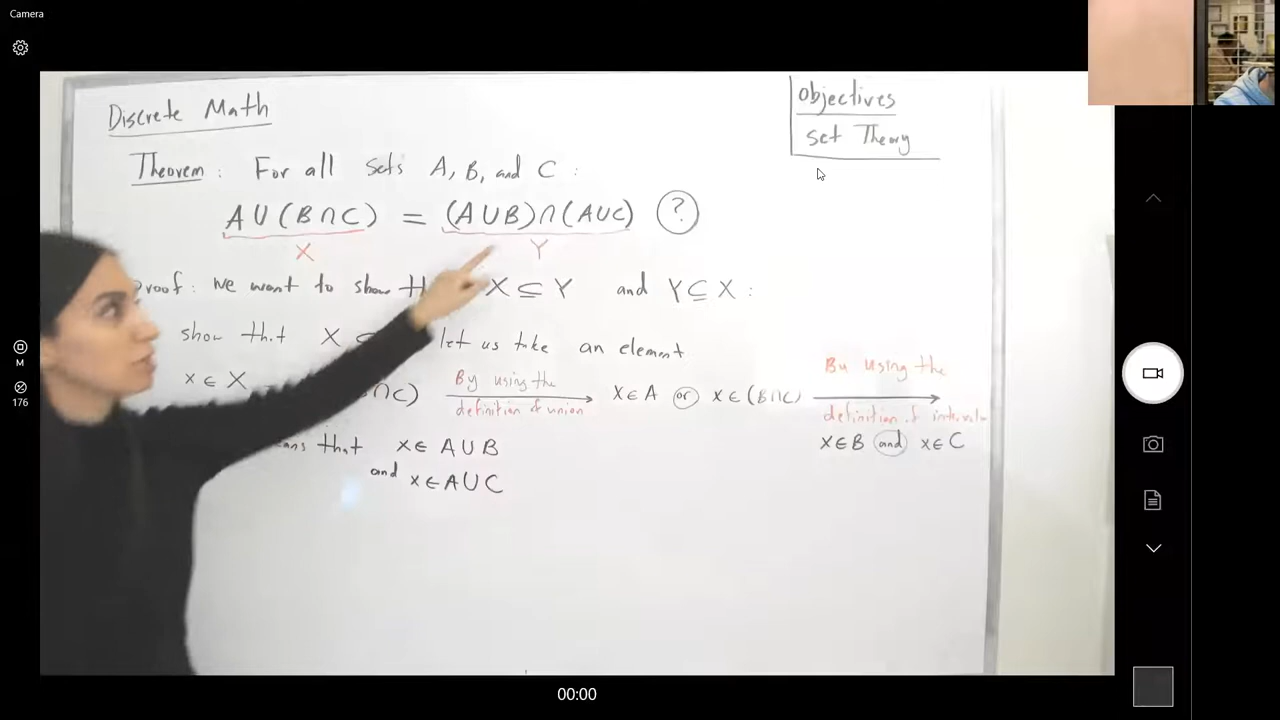 Camera
Discrete Math
Objectives
Set Theory
Theorem: For all sets A, B, and C:
A∪(B∩C) = (A∪B)∩(A∪C) ?
X Y
roof: we want to show X⊆Y and Y⊆X:
show that X let us take an element
x∈X ∩C) By using the definition of union x∈A or x∈(B∩C) By using the definition of
x∈B and x∈C
that x∈A∪B
and x∈A∪C
M
176
00:00